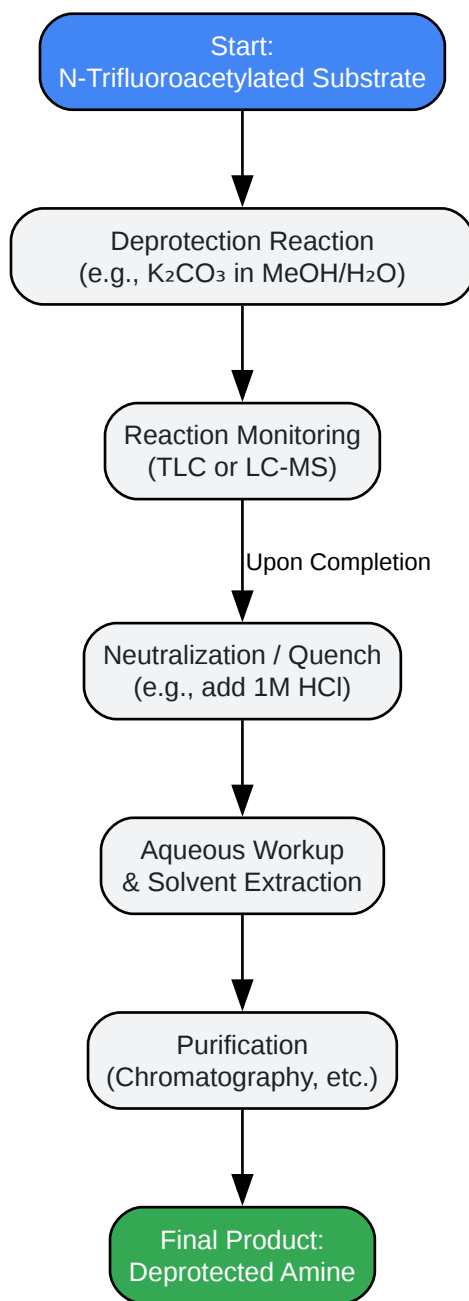 Start:
N-Trifluoroacetylated Substrate
Deprotection Reaction
(e.g., K₂CO₃ in MeOH/H₂O)
Reaction Monitoring
(TLC or LC-MS)
Upon Completion
Neutralization / Quench
(e.g., add 1M HCl)
Aqueous Workup
& Solvent Extraction
Purification
(Chromatography, etc.)
Final Product:
Deprotected Amine